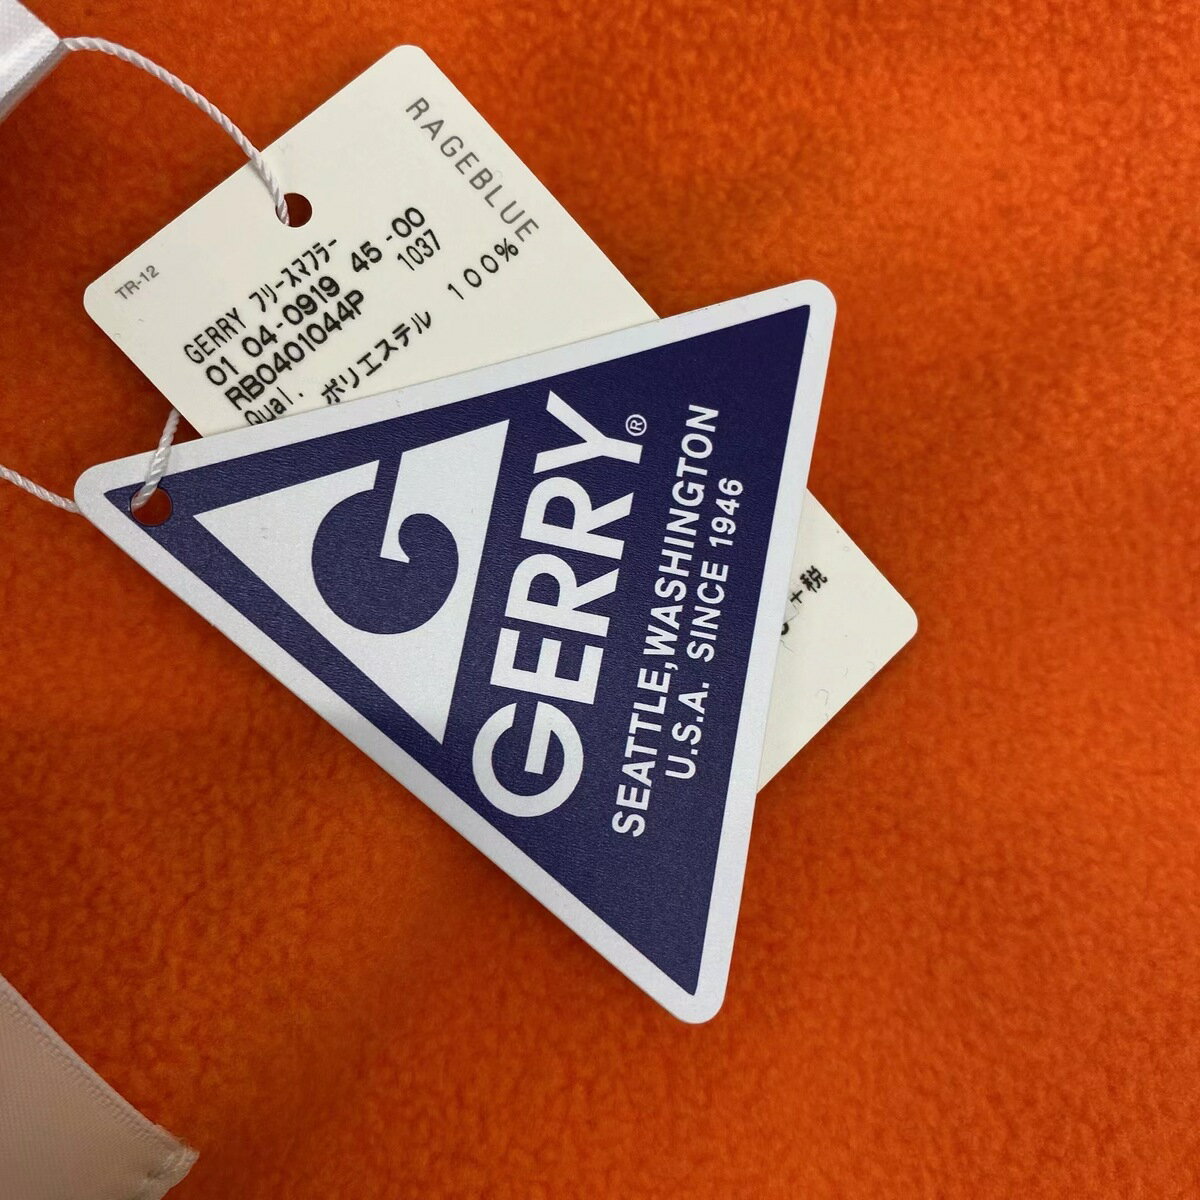 RAGEBLUE
TR-12
GERRY フリースマフラー
01 04-0919 45-00
RB0401044P 1037
Qual. ポリエステル 100%
+税
G
GERRY®
SEATTLE,WASHINGTON
U.S.A. SINCE 1946